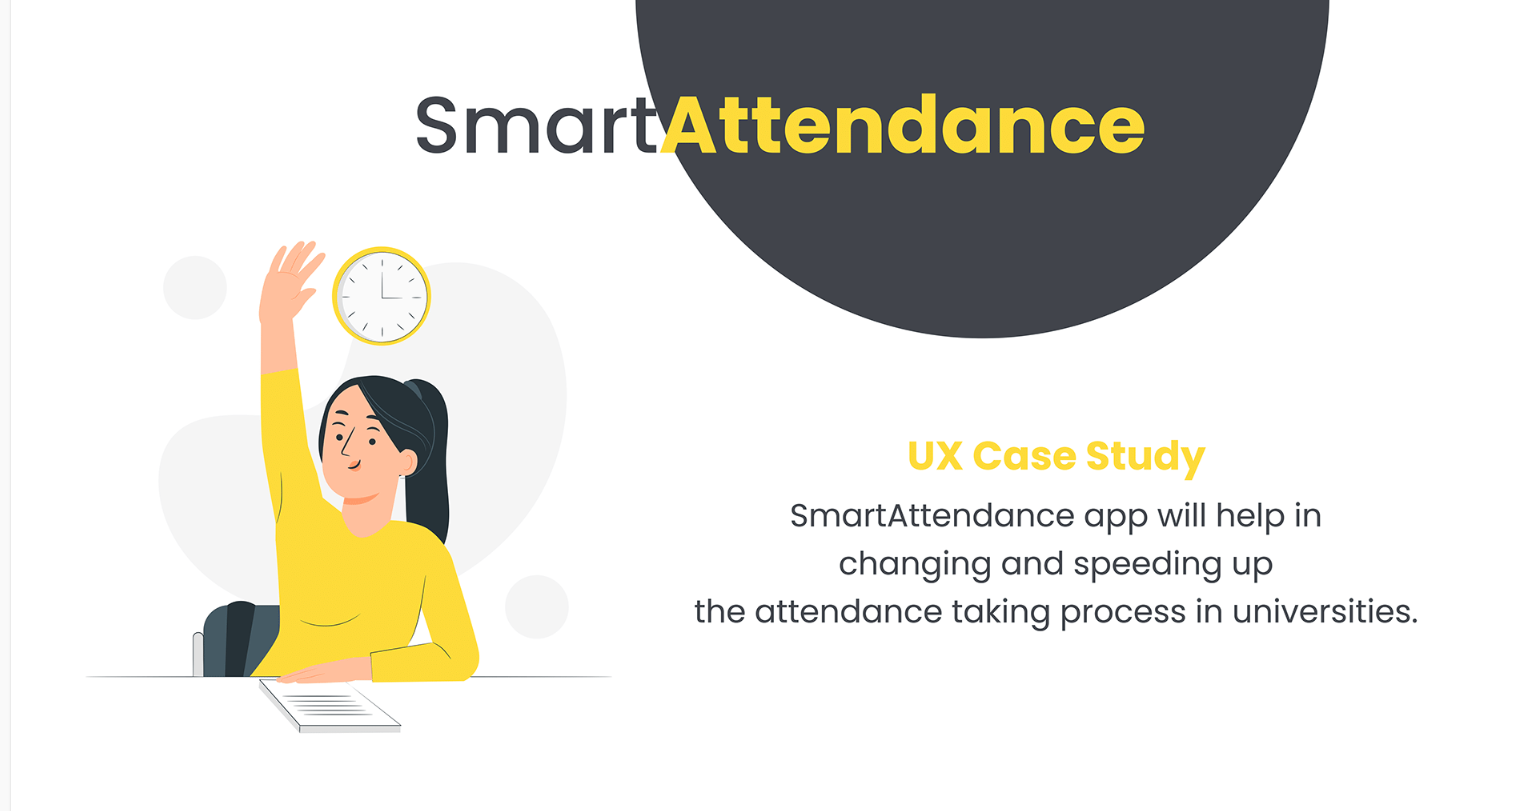 SmartAttendance
UX Case Study
SmartAttendance app will help in
changing and speeding up
the attendance taking process in universities.